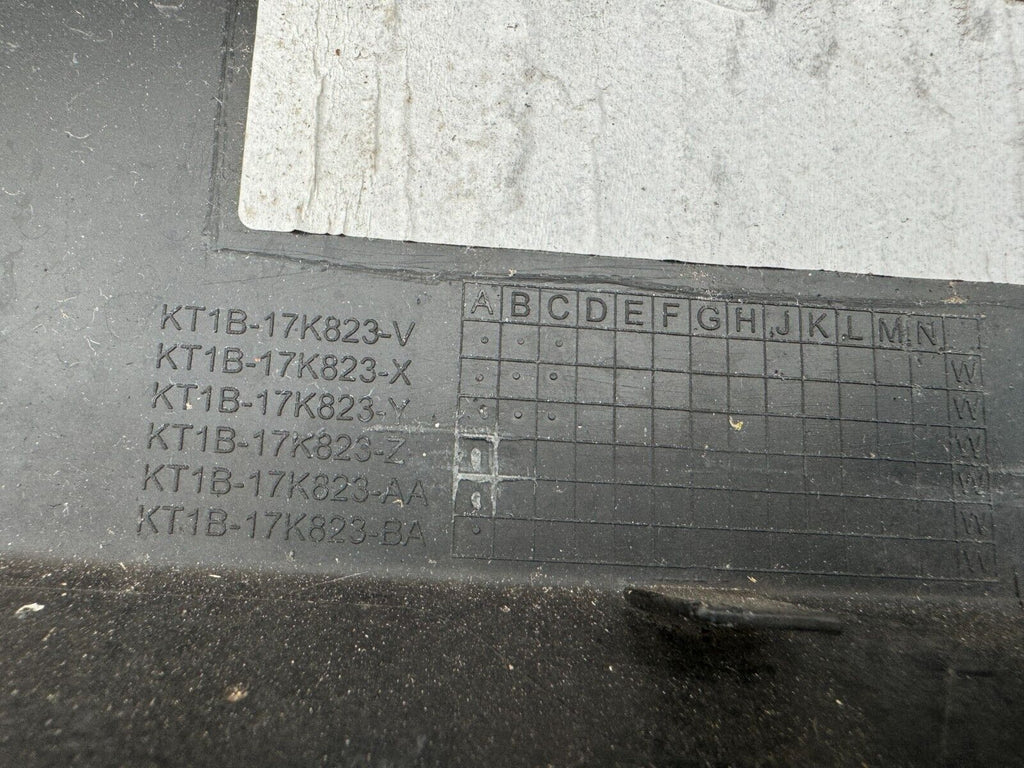 A B C D E F G H J K L M N
KT1B-17K823-V
KT1B-17K823-X W
KT1B-17K823-Y W
KT1B-17K823-Z W
KT1B-17K823-AA W
KT1B-17K823-BA W
W